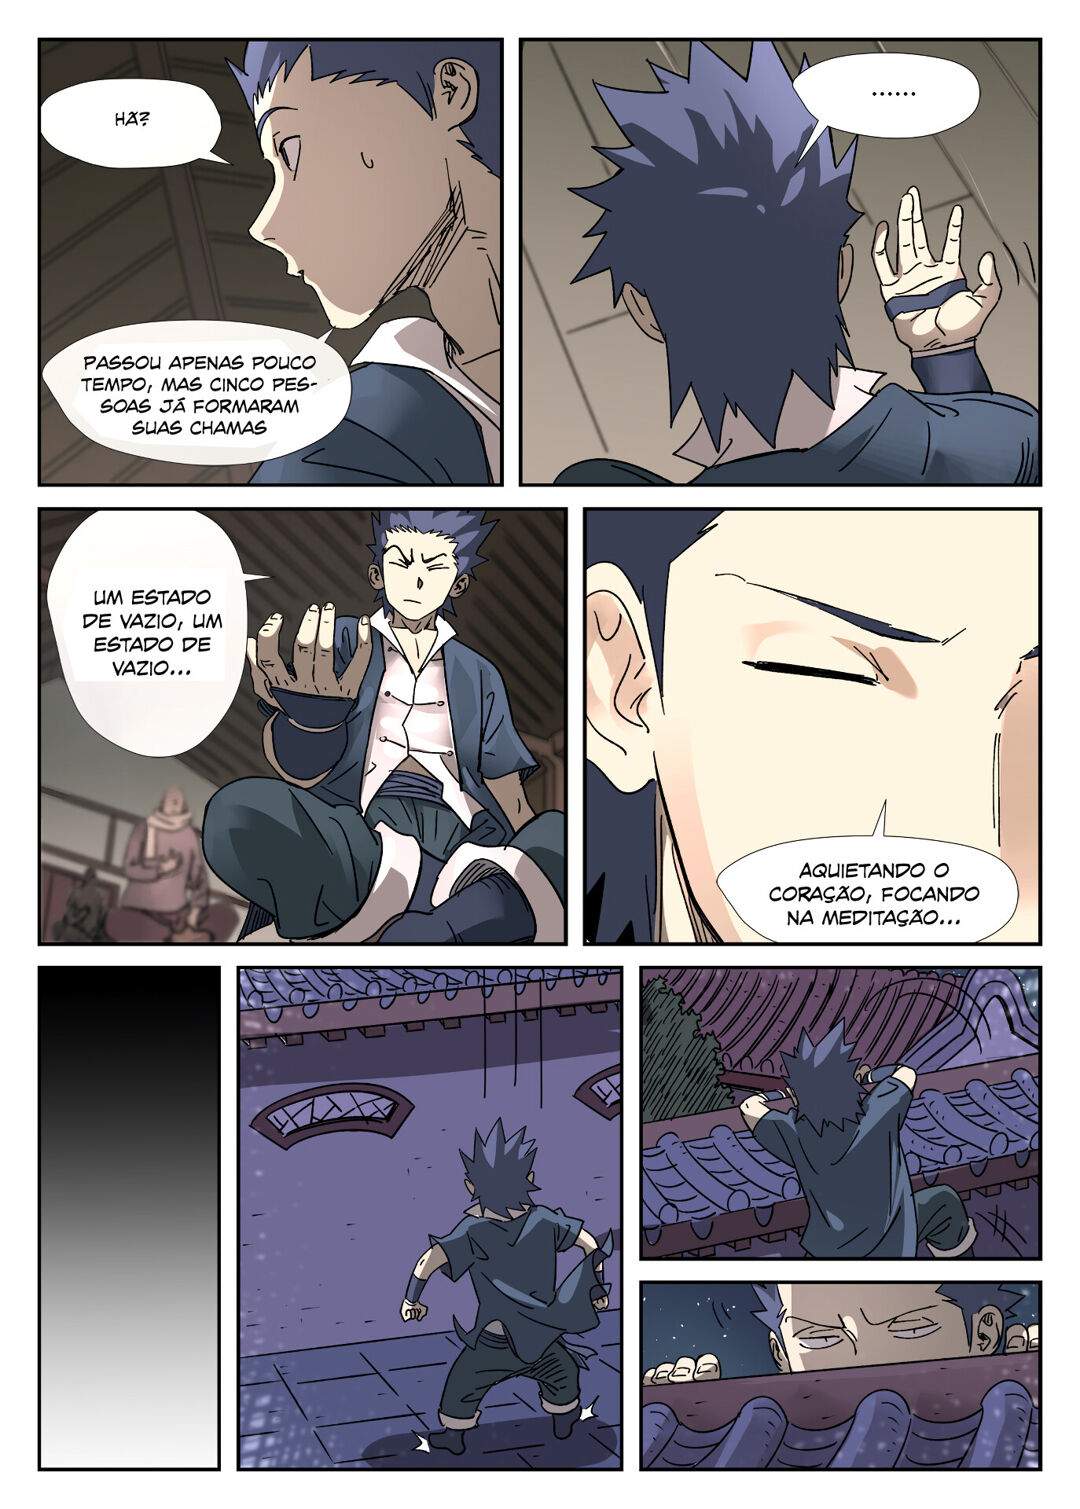 HÃ?
......
PASSOU APENAS POUCO
TEMPO, MAS CINCO PES-
SOAS JÁ FORMARAM
SUAS CHAMAS
UM ESTADO
DE VAZIO, UM
ESTADO DE
VAZIO...
AQUIETANDO O
CORAÇÃO, FOCANDO
NA MEDITAÇÃO...